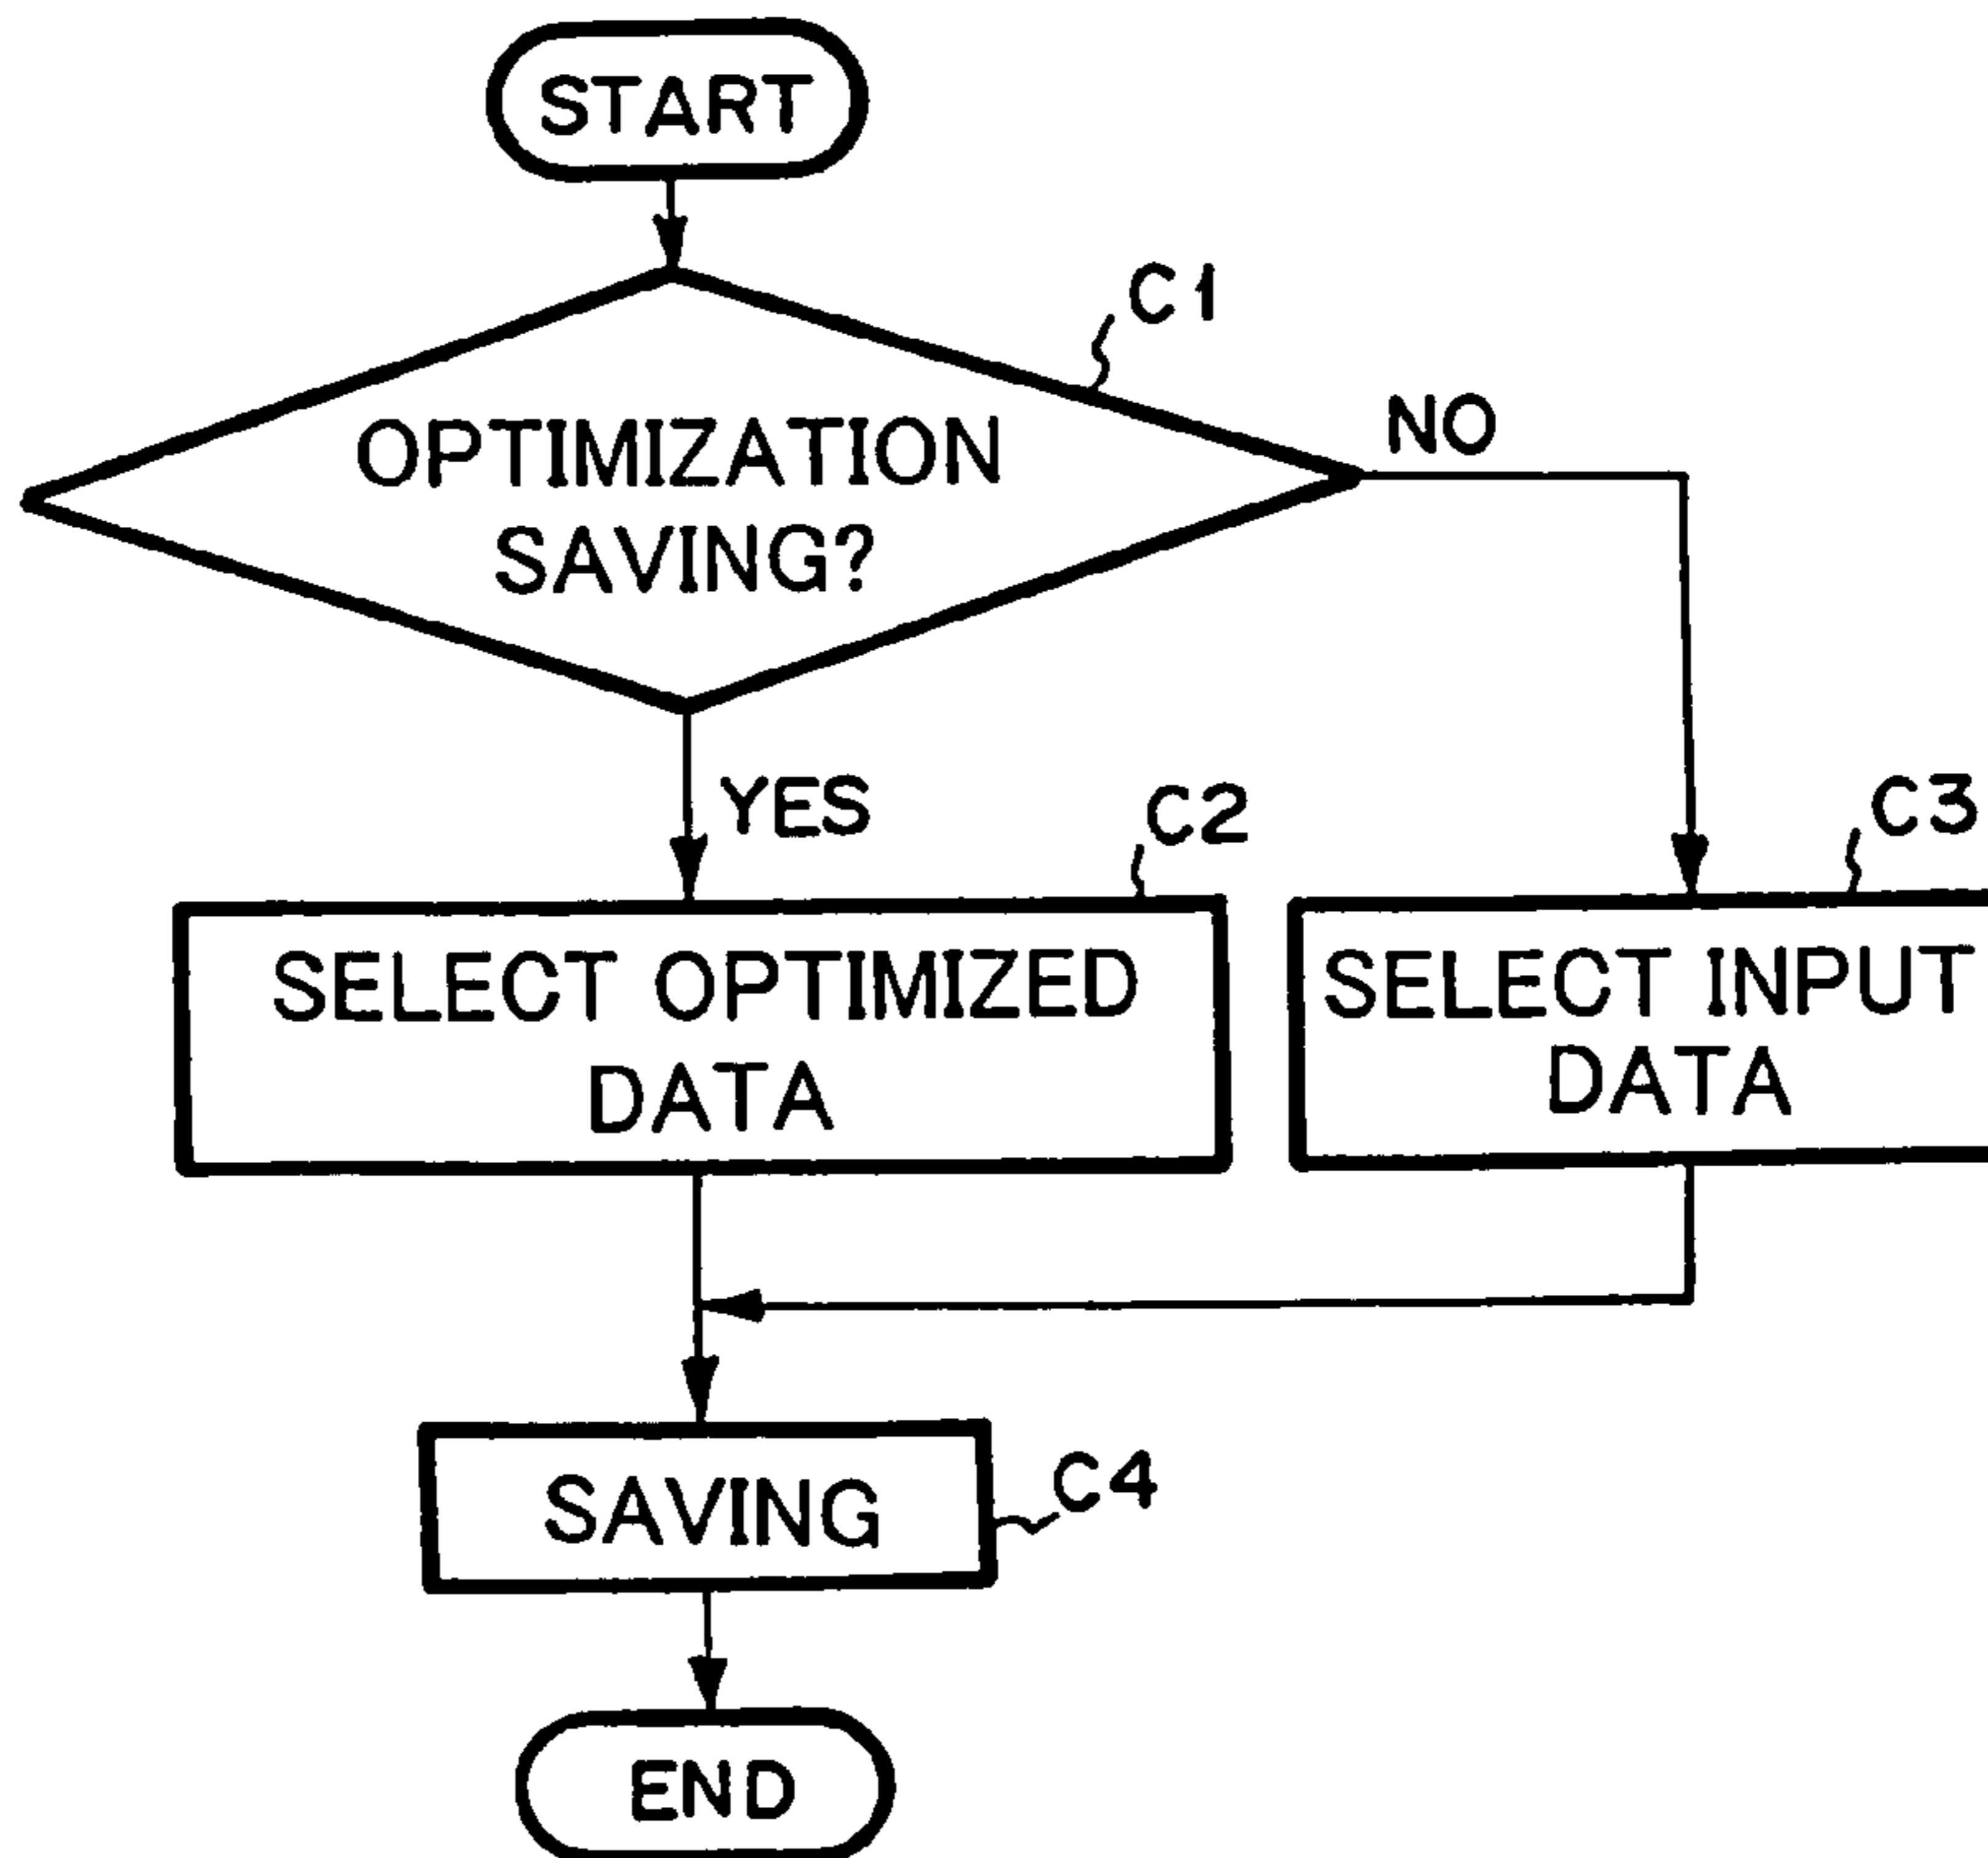 START
C1
OPTIMIZATION
SAVING?
NO
YES
C2
C3
SELECT OPTIMIZED
DATA
SELECT INPUT
DATA
SAVING
C4
END